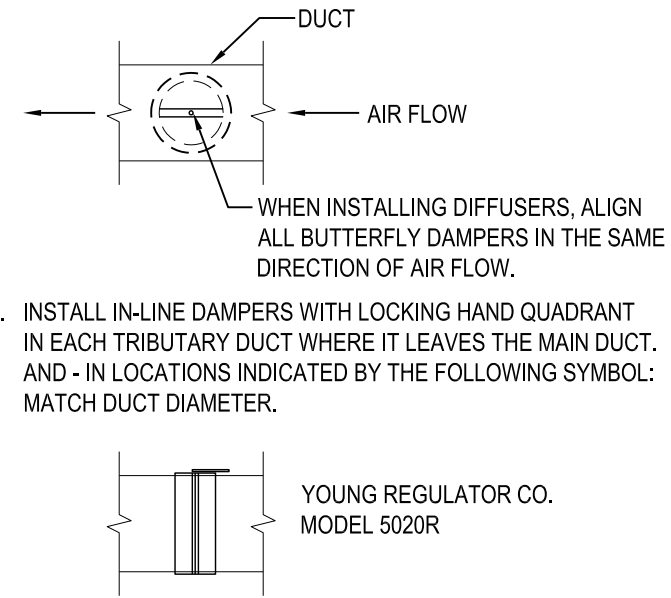 DUCT
AIR FLOW
WHEN INSTALLING DIFFUSERS, ALIGN
ALL BUTTERFLY DAMPERS IN THE SAME
DIRECTION OF AIR FLOW.
. INSTALL IN-LINE DAMPERS WITH LOCKING HAND QUADRANT
IN EACH TRIBUTARY DUCT WHERE IT LEAVES THE MAIN DUCT.
AND - IN LOCATIONS INDICATED BY THE FOLLOWING SYMBOL:
MATCH DUCT DIAMETER.
YOUNG REGULATOR CO.
MODEL 5020R